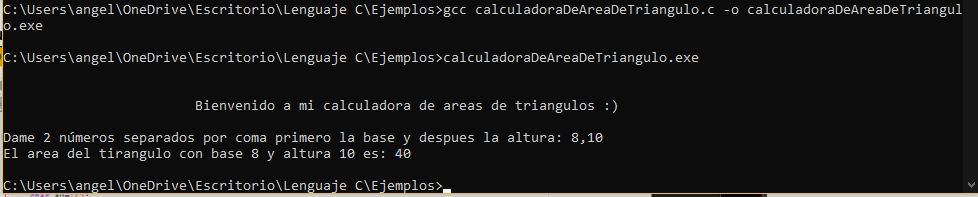 C:\Users\angel\OneDrive\Escritorio\Lenguaje C\Ejemplos>gcc calculadoraDeAreaDeTriangulo.c -o calculadoraDeAreaDeTriangul
o.exe
C:\Users\angel\OneDrive\Escritorio\Lenguaje C\Ejemplos>calculadoraDeAreaDeTriangulo.exe
Bienvenido a mi calculadora de areas de triangulos :)
Dame 2 números separados por coma primero la base y despues la altura: 8,10
El area del tirangulo con base 8 y altura 10 es: 40
C:\Users\angel\OneDrive\Escritorio\Lenguaje C\Ejemplos>